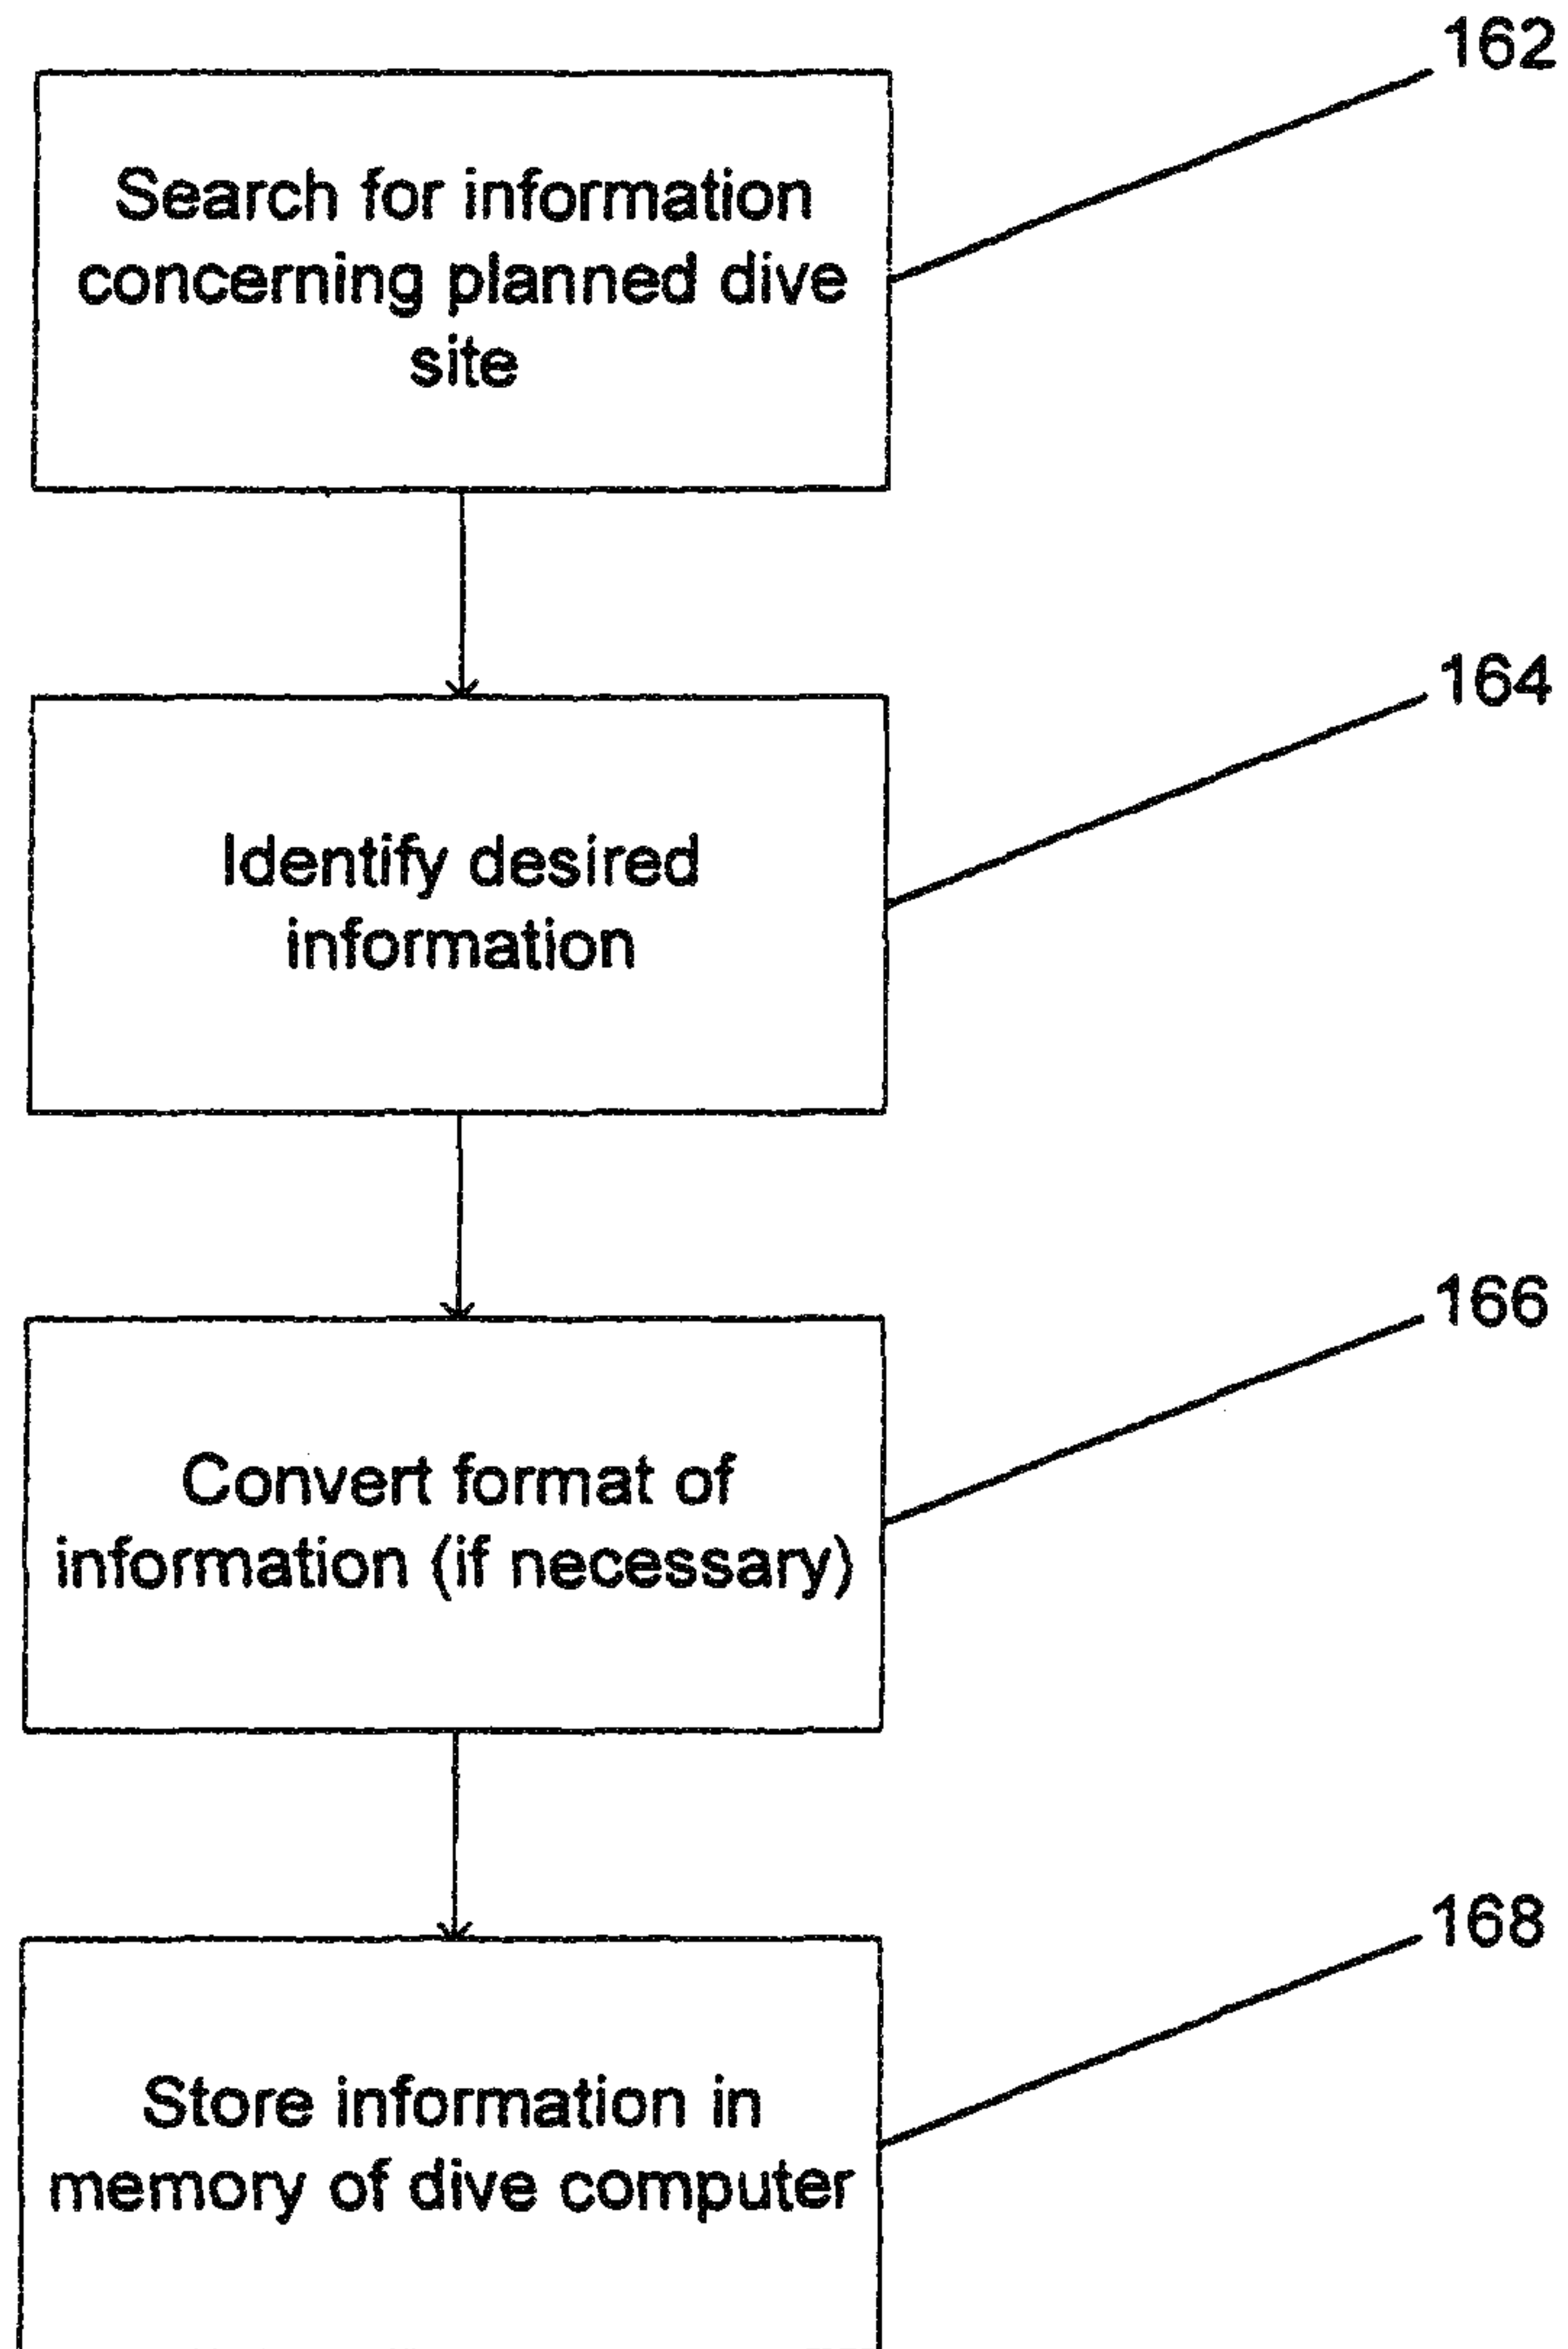 162
Search for information
concerning planned dive
site
164
Identify desired
information
166
Convert format of
information (if necessary)
168
Store information in
memory of dive computer